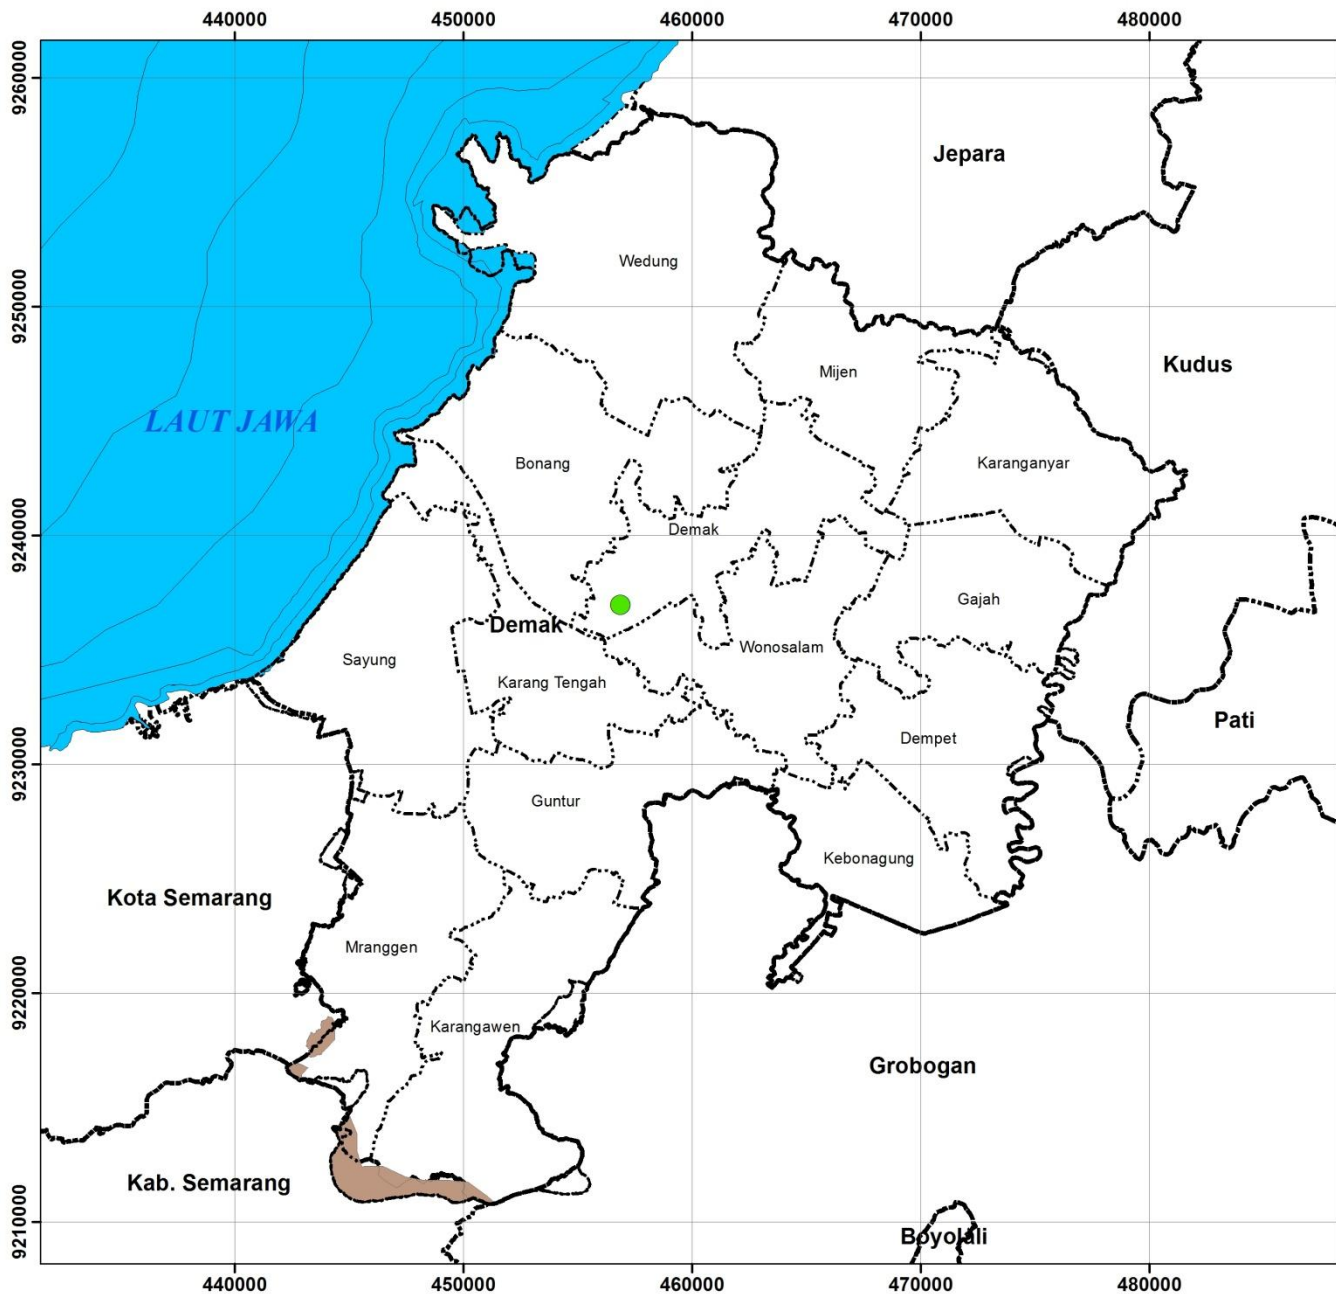 440000
450000
460000
470000
480000
9260000
Jepara
Wedung
9250000
Kudus
Mijen
LAUT JAWA
Bonang
Karanganyar
9240000
Demak
Gajah
Demak
Wonosalam
Sayung
Karang Tengah
Pati
Dempet
9230000
Guntur
Kebonagung
Kota Semarang
Mranggen
9220000
Karangawen
Grobogan
Kab. Semarang
9210000
Boyolali
440000
450000
460000
470000
480000